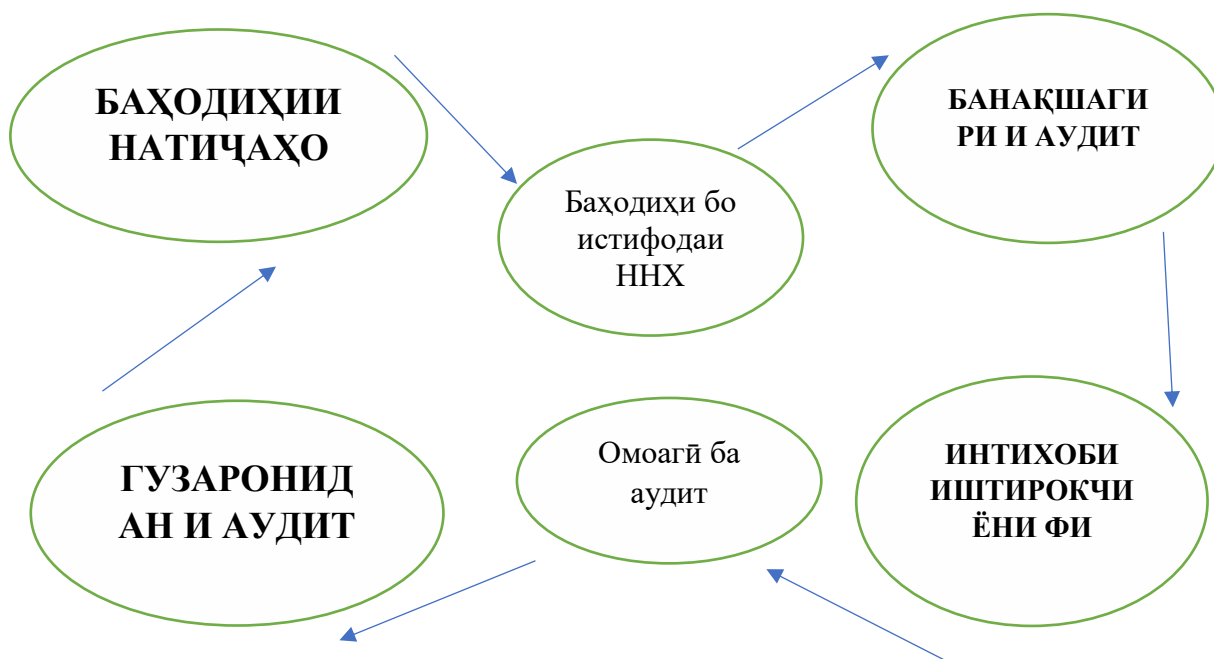 БАҲОДИҲИИ
НАТИҶАҲО
Баҳодиҳи бо
истифодаи
ННХ
БАНАҚШАГИ
РИ И АУДИТ
ГУЗАРОНИД
АН И АУДИТ
Омоагӣ ба
аудит
ИНТИХОБИ
ИШТИРОКЧИ
ЁНИ ФИ